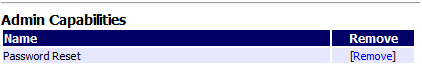 Admin Capabilities
Name Remove
Password Reset [Remove]